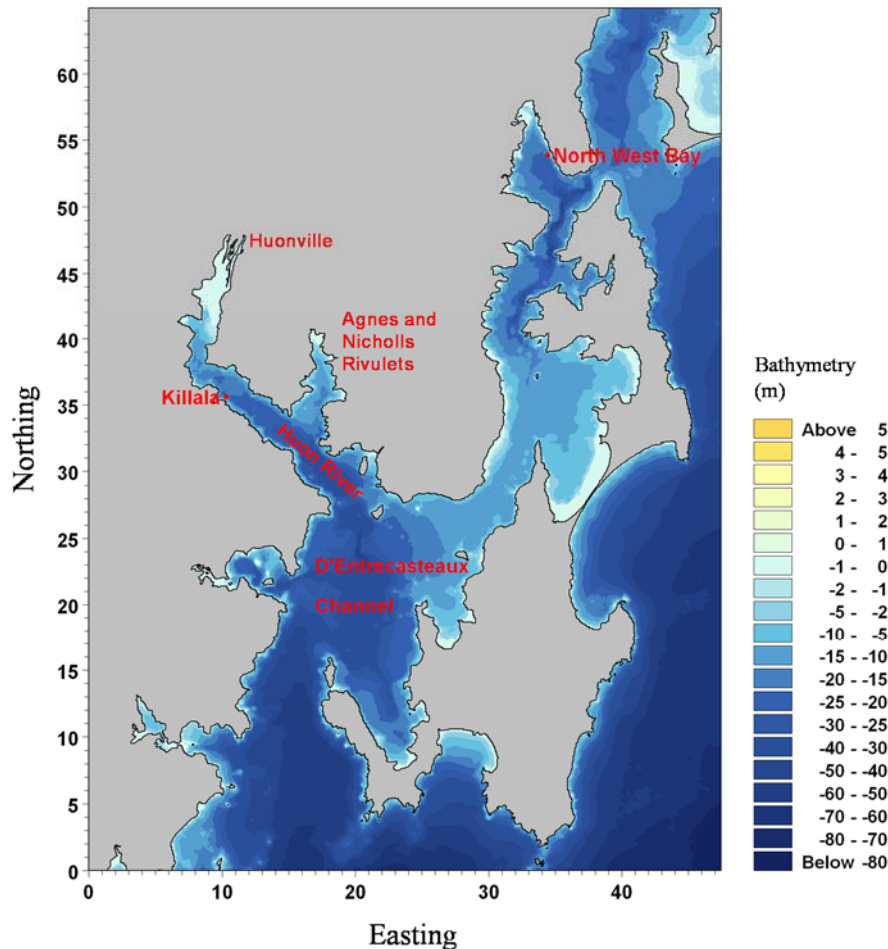 65
60
55
50
45
40
35
30
25
20
15
10
5
0
Northing
0
10
20
30
40
Easting
North West Bay
Huonville
Agnes and
Nicholls
Rivulets
Killala
Huon River
D'Entrecasteaux
Channel
Bathymetry
(m)
Above 5
4 - 5
3 - 4
2 - 3
1 - 2
0 - 1
-1 - 0
-2 - -1
-5 - -2
-10 - -5
-15 - -10
-20 - -15
-25 - -20
-30 - -25
-40 - -30
-50 - -40
-60 - -50
-70 - -60
-80 - -70
Below -80